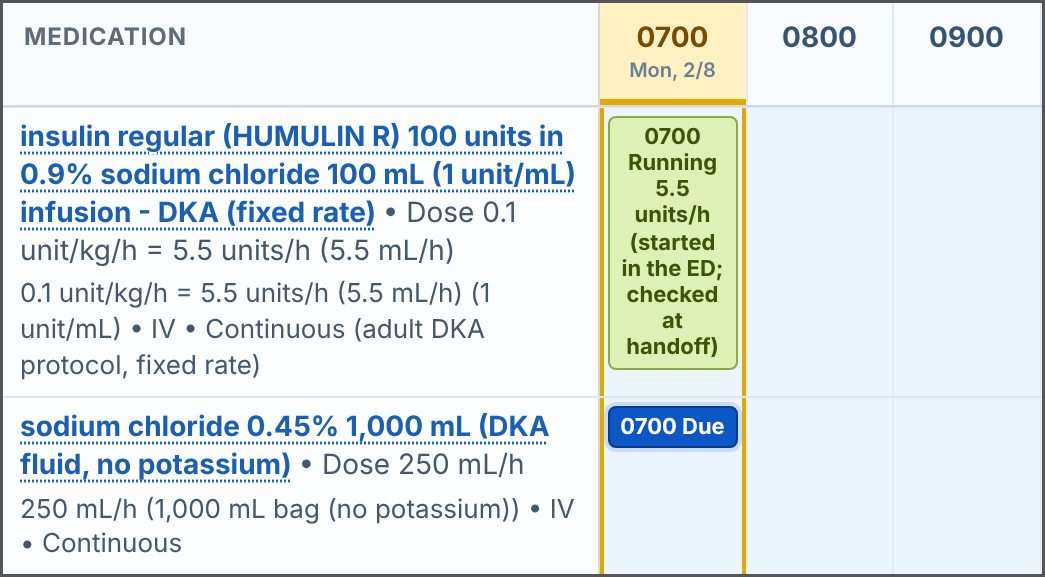 MEDICATION
0700
Mon, 2/8
0800
0900
insulin regular (HUMULIN R) 100 units in
0.9% sodium chloride 100 mL (1 unit/mL)
infusion - DKA (fixed rate) • Dose 0.1
unit/kg/h = 5.5 units/h (5.5 mL/h)
0.1 unit/kg/h = 5.5 units/h (5.5 mL/h) (1
unit/mL) • IV • Continuous (adult DKA
protocol, fixed rate)
0700
Running
5.5
units/h
(started
in the ED;
checked
at
handoff)
sodium chloride 0.45% 1,000 mL (DKA
fluid, no potassium) • Dose 250 mL/h
250 mL/h (1,000 mL bag (no potassium)) • IV
• Continuous
0700 Due